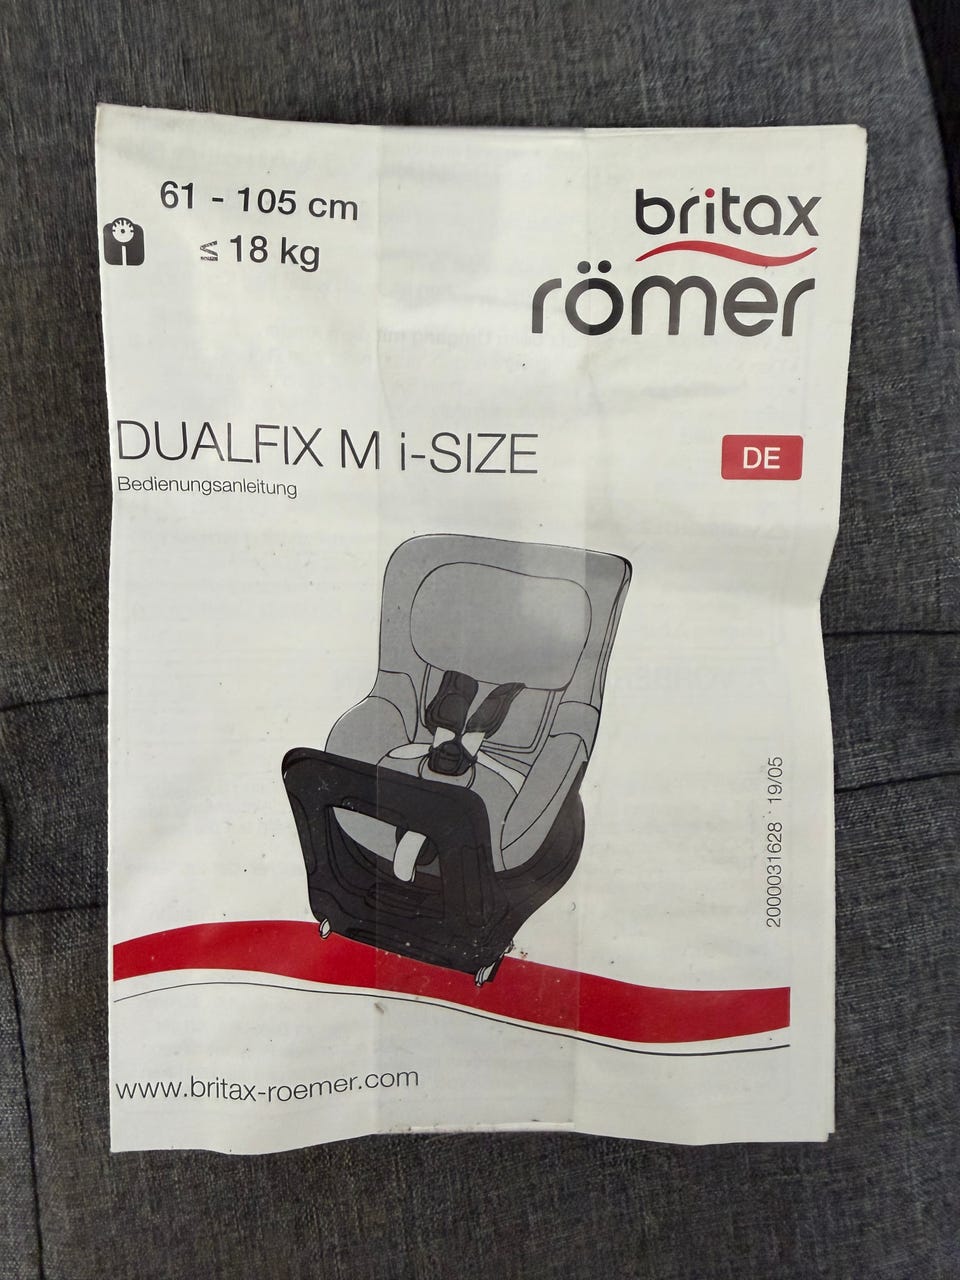 61 - 105 cm
≤ 18 kg
britax
römer
DUALFIX M i-SIZE
DE
Bedienungsanleitung
2000031628 · 19/05
www.britax-roemer.com